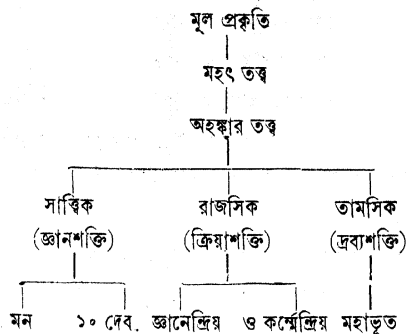 মূল প্রকৃতি
মহৎ তত্ত্ব
অহঙ্কার তত্ত্ব
সাত্ত্বিক রাজসিক তামসিক
(জ্ঞানশক্তি) (ক্রিয়াশক্তি) (দ্রব্যশক্তি)
মন ১০ দেব. জ্ঞানেন্দ্রিয় ও কর্ম্মেন্দ্রিয় মহাভূত